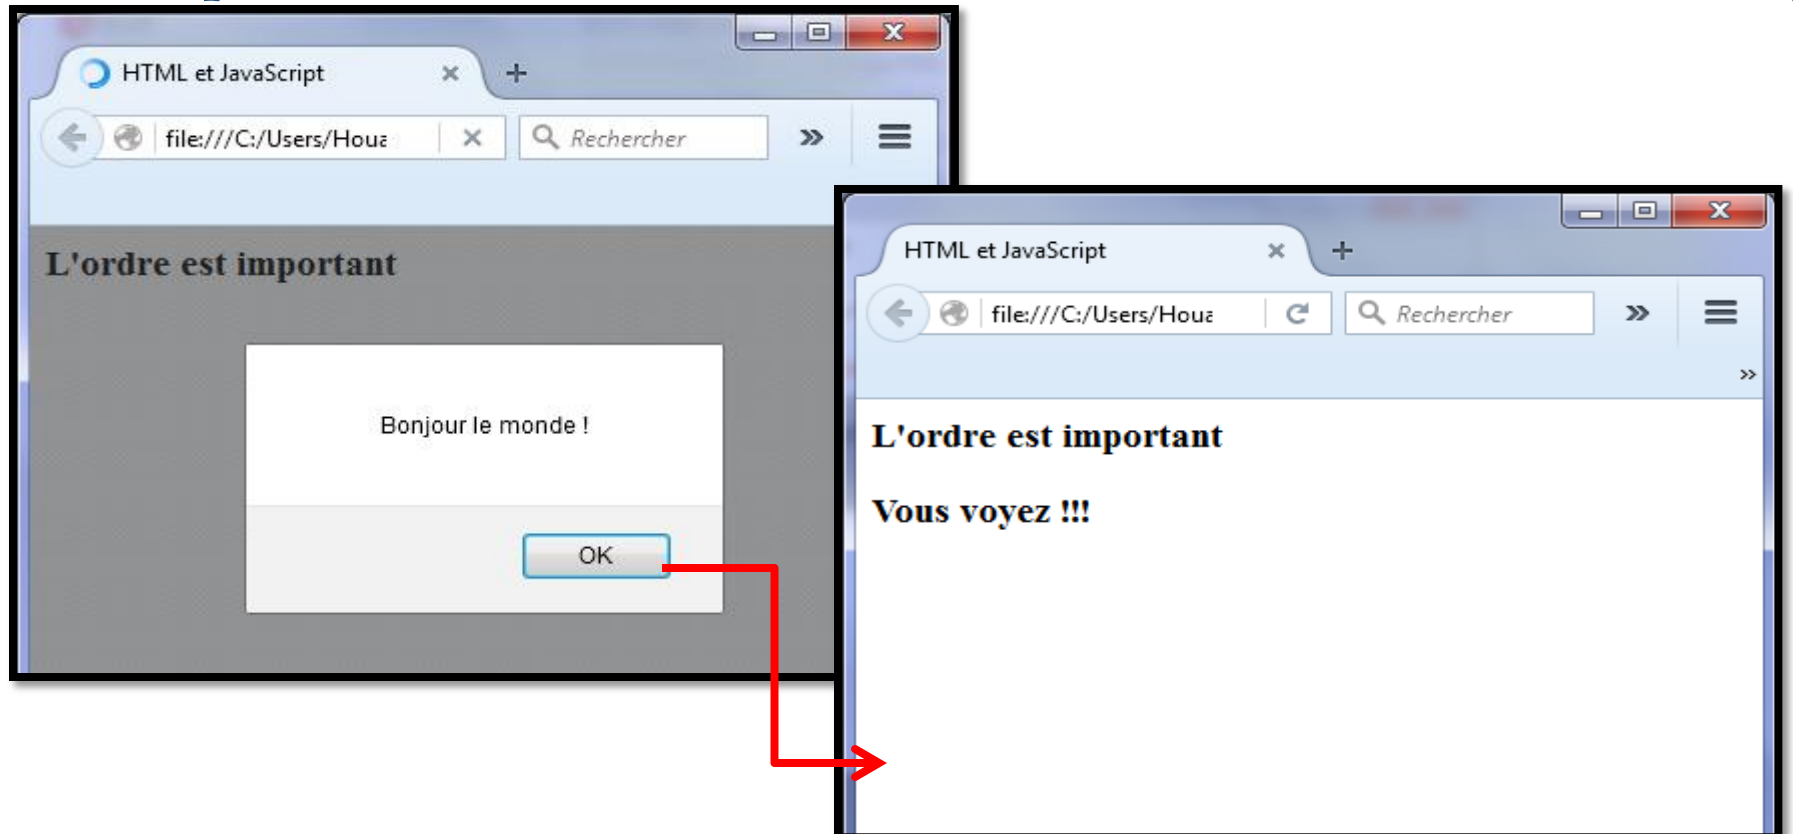 HTML et JavaScript
file:///C:/Users/Houa
Rechercher
L'ordre est important
Bonjour le monde !
OK
HTML et JavaScript
file:///C:/Users/Houa
Rechercher
L'ordre est important
Vous voyez !!!